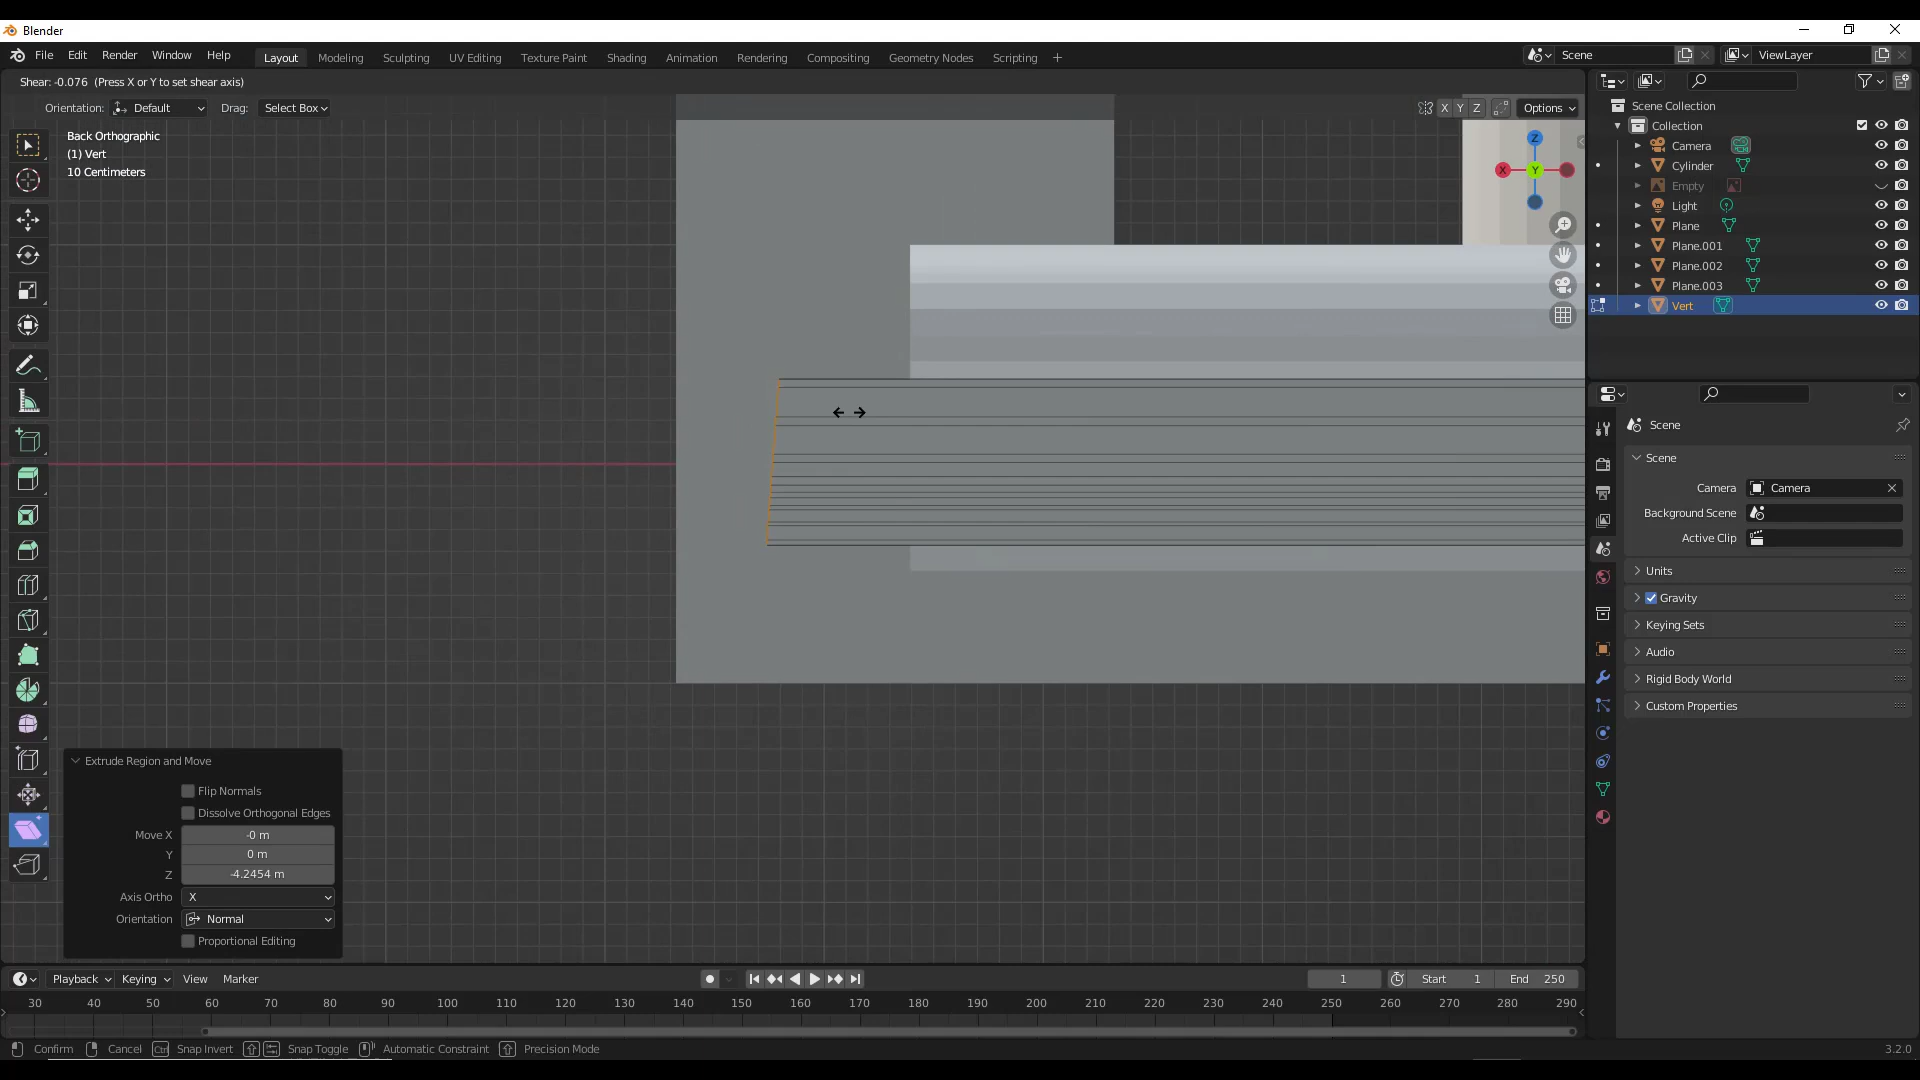 Blender
File Edit Render Window Help Layout Modeling Sculpting UV Editing Texture Paint Shading Animation Rendering Compositing Geometry Nodes Scripting Scene ViewLayer
Shear: -0.076 (Press X or Y to set shear axis)
Orientation: Default Drag: Select Box X Y Z Options
Back Orthographic
(1) Vert
10 Centimeters
Z
X
Y
Scene Collection
Collection
Camera
Cylinder
Empty
Light
Plane
Plane.001
Plane.002
Plane.003
Vert
Scene
Scene
Camera Camera
Background Scene
Active Clip
Units
Gravity
Keying Sets
Audio
Rigid Body World
Custom Properties
Extrude Region and Move
Flip Normals
Dissolve Orthogonal Edges
Move X -0 m
Y 0 m
Z -4.2454 m
Axis Ortho X
Orientation Normal
Proportional Editing
Playback Keying View Marker 1 Start 1 End 250
30 40 50 60 70 80 90 100 110 120 130 140 150 160 170 180 190 200 210 220 230 240 250 260 270 280 290
Confirm Cancel Ctrl Snap Invert Snap Toggle Automatic Constraint Precision Mode 3.2.0